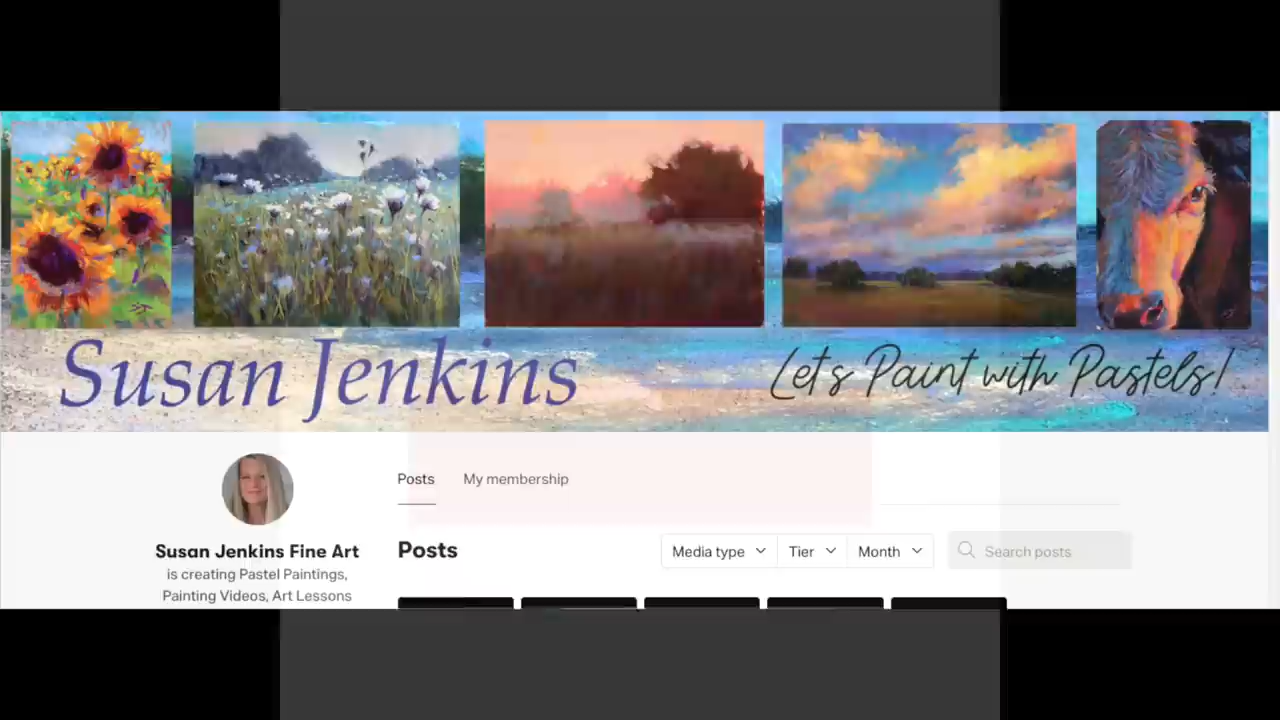 Susan Jenkins
Let's Paint with Pastels!
Posts
My membership
Susan Jenkins Fine Art
is creating Pastel Paintings,
Painting Videos, Art Lessons
Posts
Media type
Tier
Month
Search posts